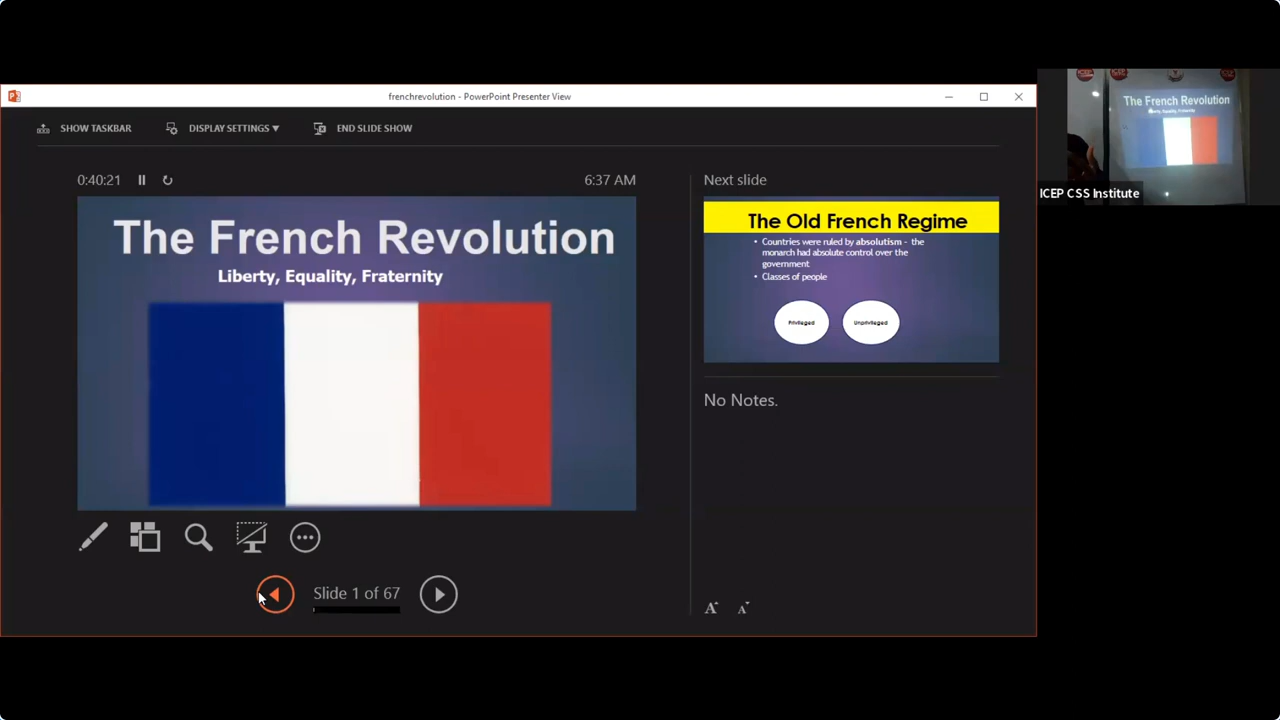 frenchrevolution - PowerPoint Presenter View
SHOW TASKBAR
DISPLAY SETTINGS ▼
END SLIDE SHOW
0:40:21
6:37 AM
The French Revolution
Liberty, Equality, Fraternity
Slide 1 of 67
Next slide
The Old French Regime
• Countries were ruled by absolutism - the
monarch had absolute control over the
government
• Classes of people
Privileged
Unprivileged
No Notes.
A
A
The French Revolution
Liberty, Equality, Fraternity
ICEP CSS Institute